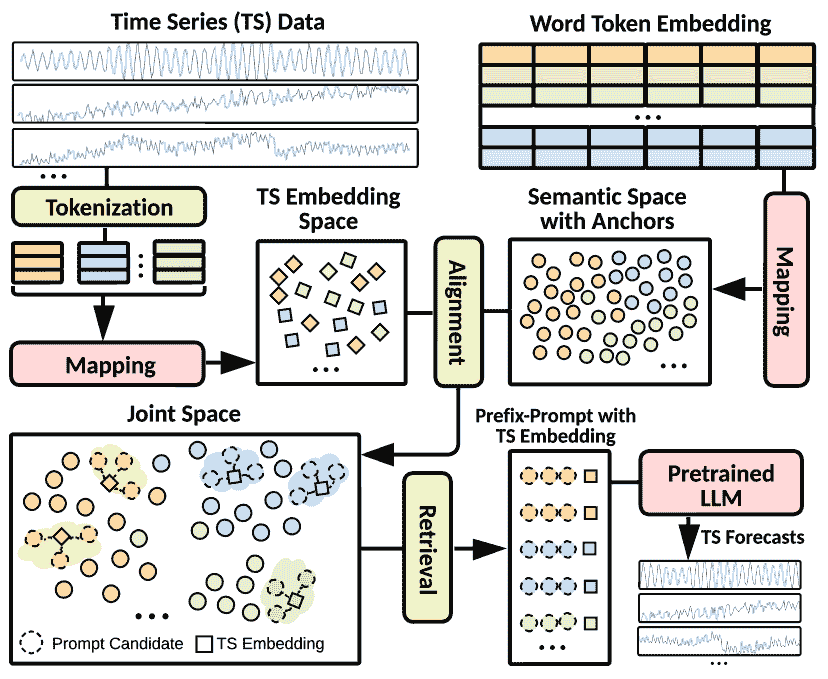 Time Series (TS) Data
Word Token Embedding
Tokenization
TS Embedding
Space
Semantic Space
with Anchors
Alignment
Mapping
Mapping
Joint Space
Prefix-Prompt with
TS Embedding
Pretrained
LLM
Retrieval
TS Forecasts
Prompt Candidate
TS Embedding